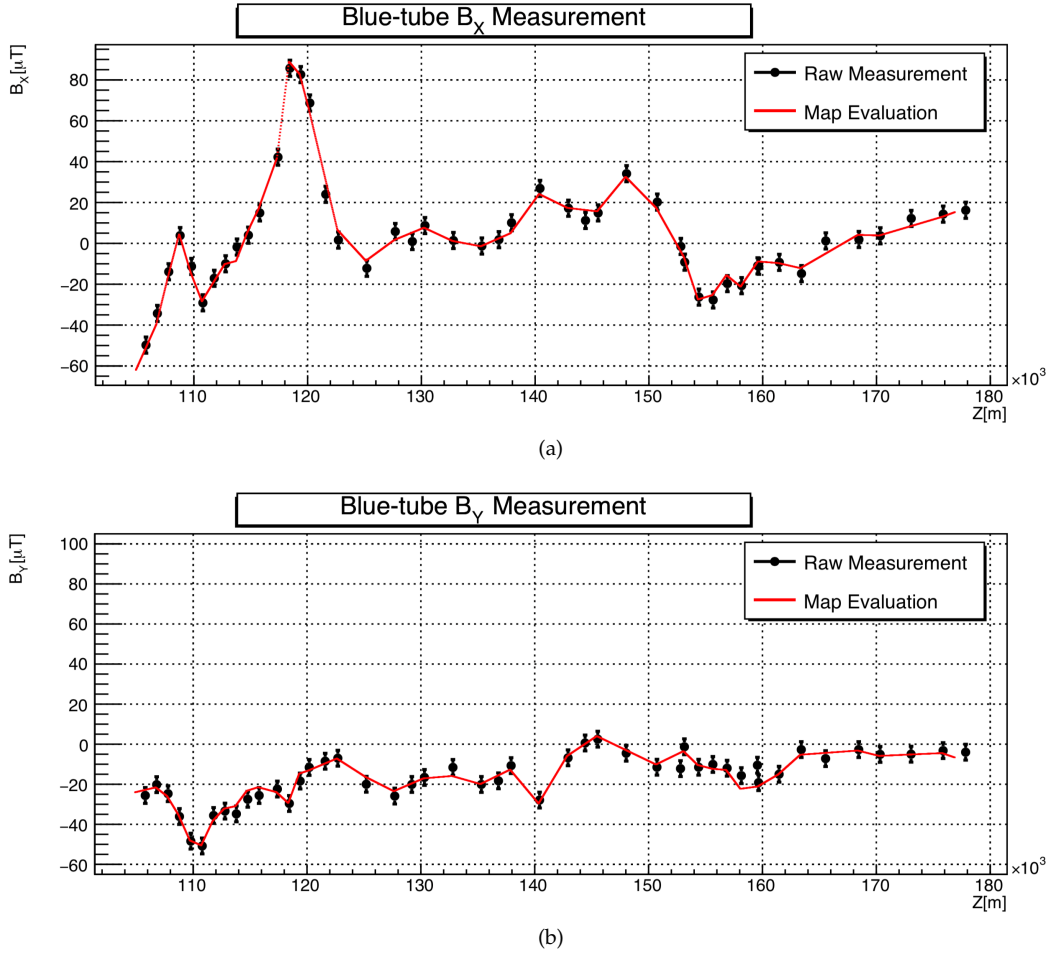 Blue-tube B_X Measurement
B_X[μT]
Raw Measurement
Map Evaluation
80
60
40
20
0
−20
−40
−60
110 120 130 140 150 160 170 180
×10³
Z[m]
(a)
Blue-tube B_Y Measurement
B_Y[μT]
Raw Measurement
Map Evaluation
100
80
60
40
20
0
−20
−40
−60
110 120 130 140 150 160 170 180
×10³
Z[m]
(b)